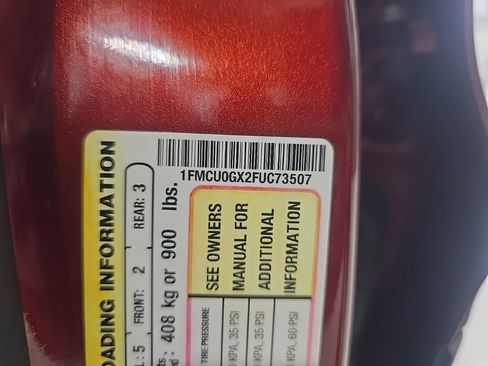 1FMCU0GX2FUC73507
OADING INFORMATION
L: 5 FRONT: 2 REAR: 3
: 408 kg or 900 lbs.
SEE OWNERS
MANUAL FOR
ADDITIONAL
INFORMATION
TIRE PRESSURE
KPA, 35 PSI
KPA, 35 PSI
KPA, 60 PSI